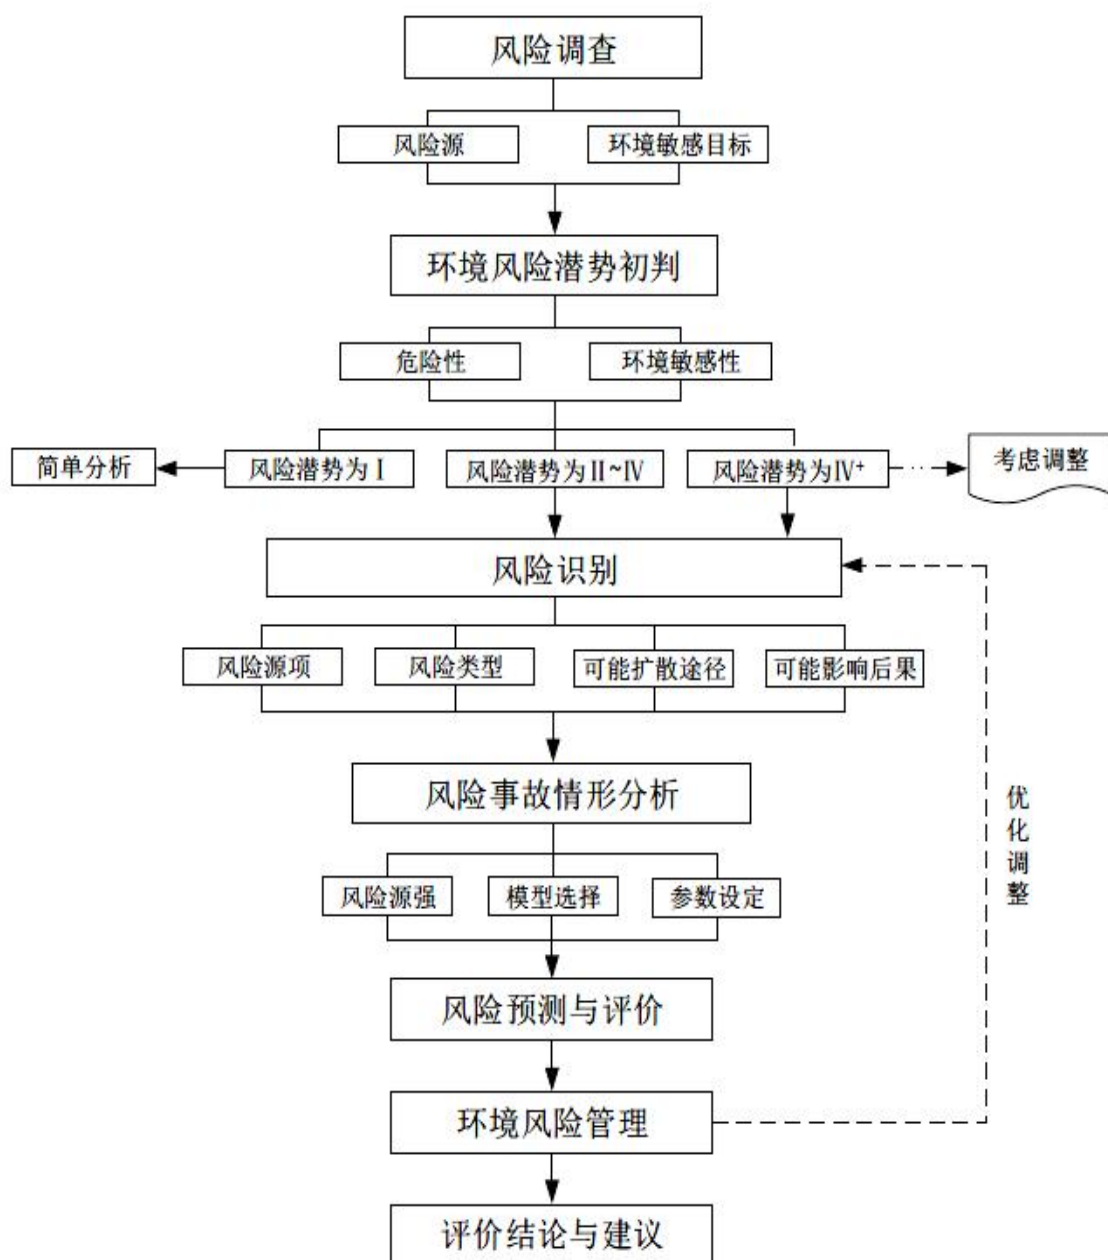 风险调查
风险源
环境敏感目标
环境风险潜势初判
危险性
环境敏感性
简单分析
风险潜势为Ⅰ
风险潜势为Ⅱ~Ⅳ
风险潜势为Ⅳ⁺
考虑调整
风险识别
风险源项
风险类型
可能扩散途径
可能影响后果
风险事故情形分析
优化调整
风险源强
模型选择
参数设定
风险预测与评价
环境风险管理
评价结论与建议